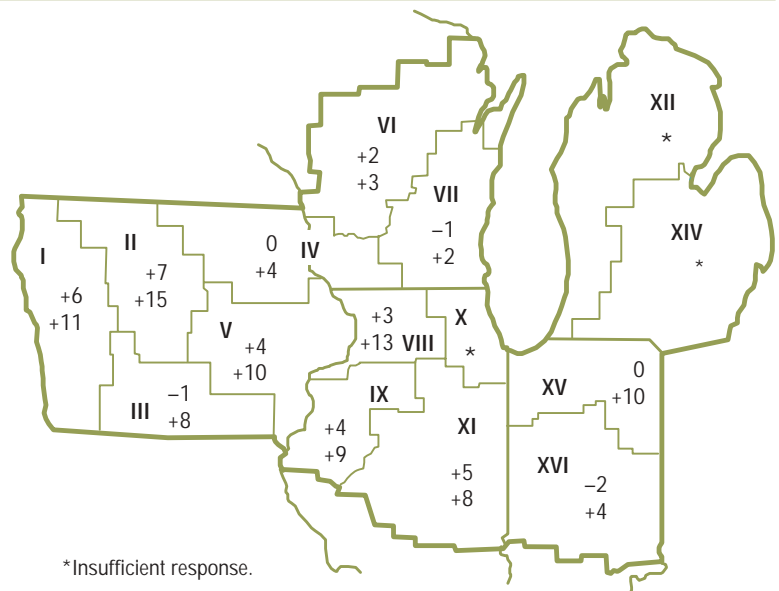 XII
*
VI
+2
+3
VII
–1
+2
XIV
*
I
+6
+11
II
+7
+15
0
+4
IV
V
+4
+10
III
–1
+8
+3
+13
VIII
X
*
IX
+4
+9
XI
+5
+8
XV
0
+10
XVI
–2
+4
*Insufficient response.